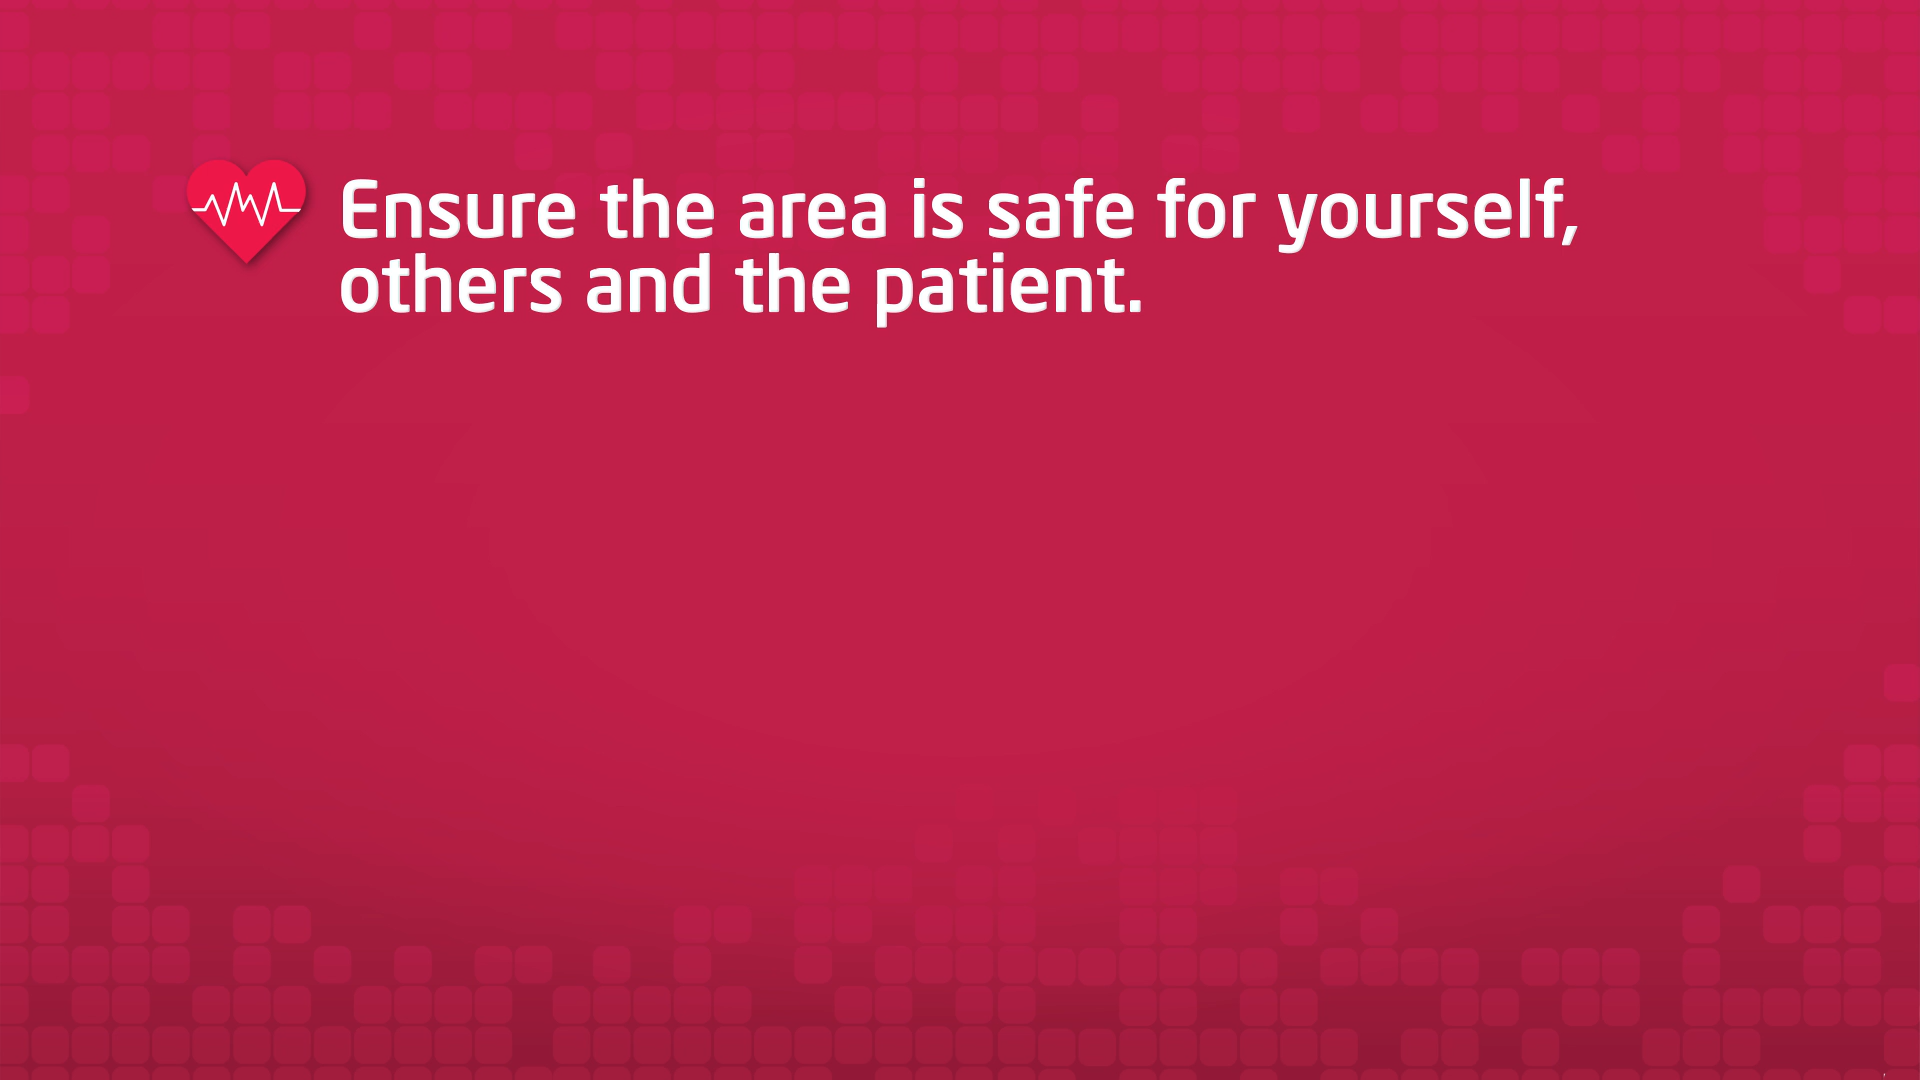 Ensure the area is safe for yourself,
others and the patient.